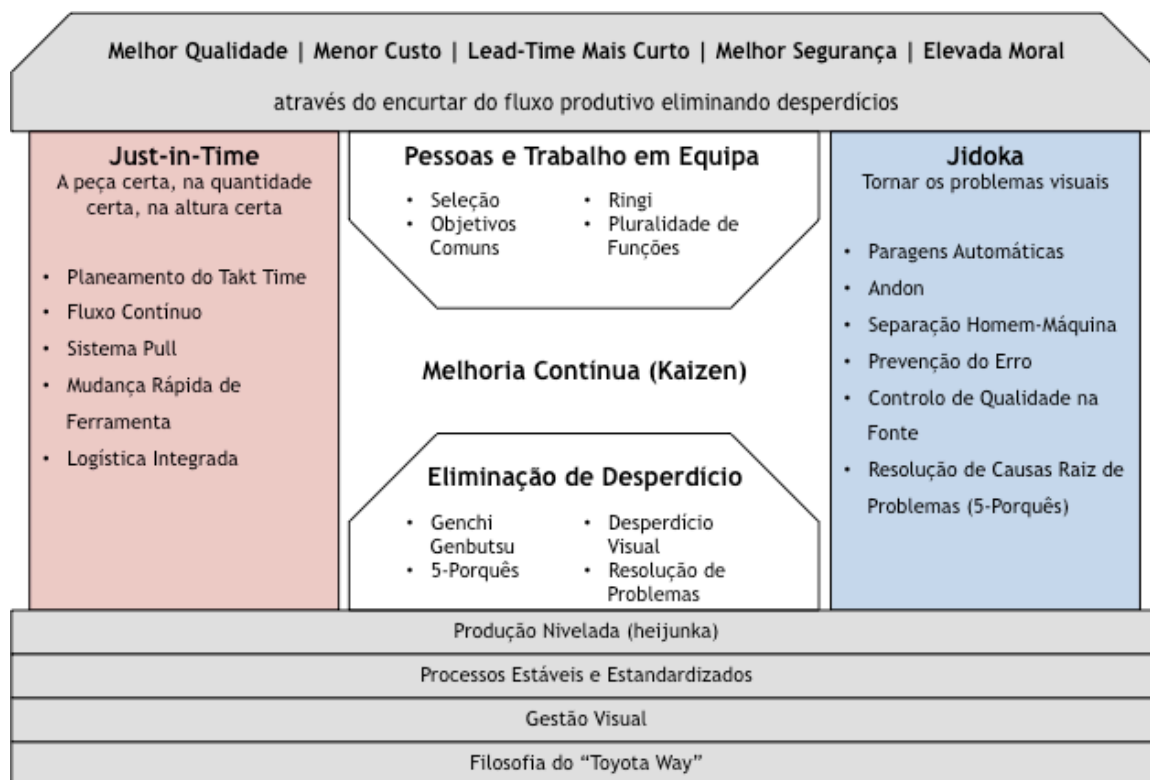 Melhor Qualidade | Menor Custo | Lead-Time Mais Curto | Melhor Segurança | Elevada Moral
através do encurtar do fluxo produtivo eliminando desperdícios
Just-in-Time
A peça certa, na quantidade
certa, na altura certa
• Planeamento do Takt Time
• Fluxo Contínuo
• Sistema Pull
• Mudança Rápida de
Ferramenta
• Logística Integrada
Pessoas e Trabalho em Equipa
• Seleção
• Objetivos
Comuns
• Ringi
• Pluralidade de
Funções
Melhoria Contínua (Kaizen)
Eliminação de Desperdício
• Genchi
Genbutsu
• 5-Porquês
• Desperdício
Visual
• Resolução de
Problemas
Jidoka
Tornar os problemas visuais
• Paragens Automáticas
• Andon
• Separação Homem-Máquina
• Prevenção do Erro
• Controlo de Qualidade na
Fonte
• Resolução de Causas Raiz de
Problemas (5-Porquês)
Produção Nivelada (heijunka)
Processos Estáveis e Estandardizados
Gestão Visual
Filosofia do “Toyota Way”